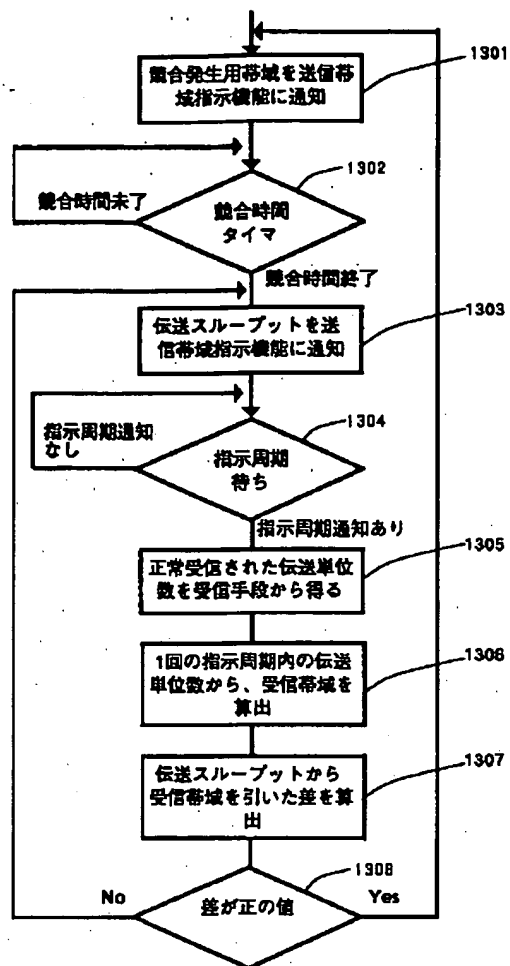 競合発生用帯域を送信帯
域指示機能に通知
1301
1302
競合時間未了
競合時間
タイマ
競合時間終了
1303
伝送スループットを送
信帯域指示機能に通知
指示周期通知
なし
1304
指示周期
待ち
指示周期通知あり
1305
正常受信された伝送単位
数を受信手段から得る
1306
1回の指示周期内の伝送
単位数から、受信帯域を
算出
1307
伝送スループットから
受信帯域を引いた差を算
出
1308
No
差が正の値
Yes